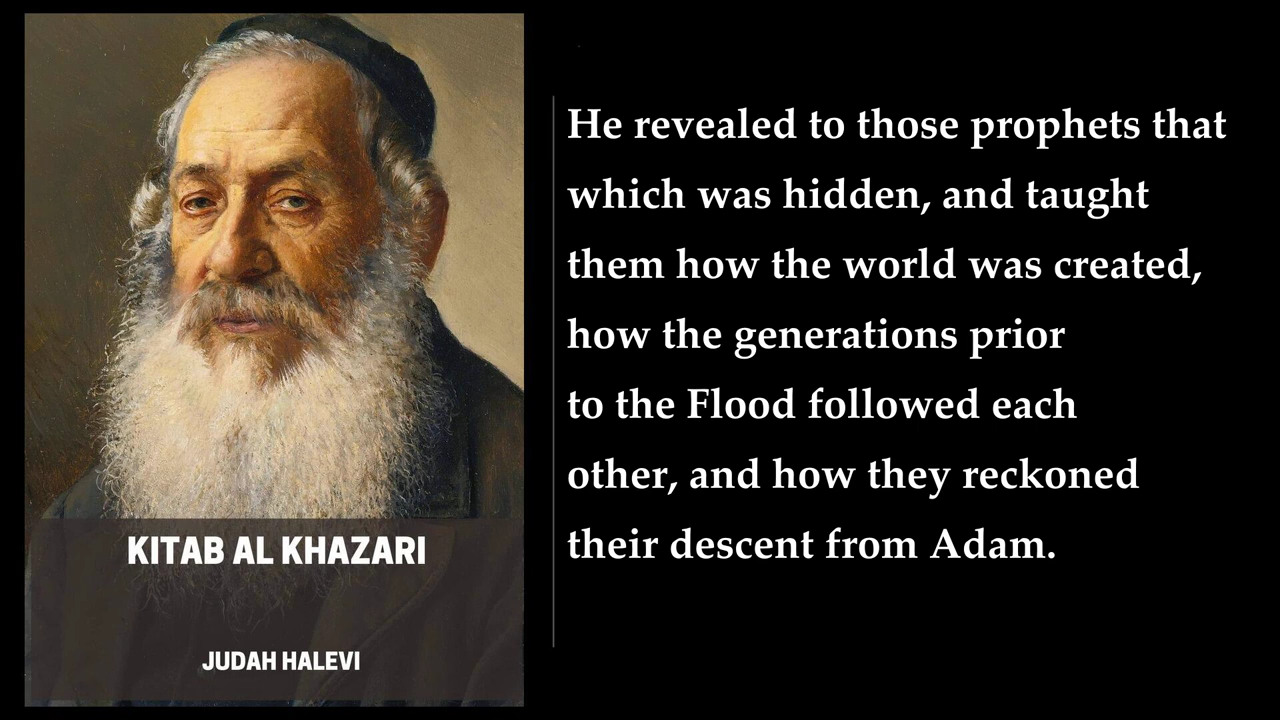 KITAB AL KHAZARI
JUDAH HALEVI
He revealed to those prophets that
which was hidden, and taught
them how the world was created,
how the generations prior
to the Flood followed each
other, and how they reckoned
their descent from Adam.